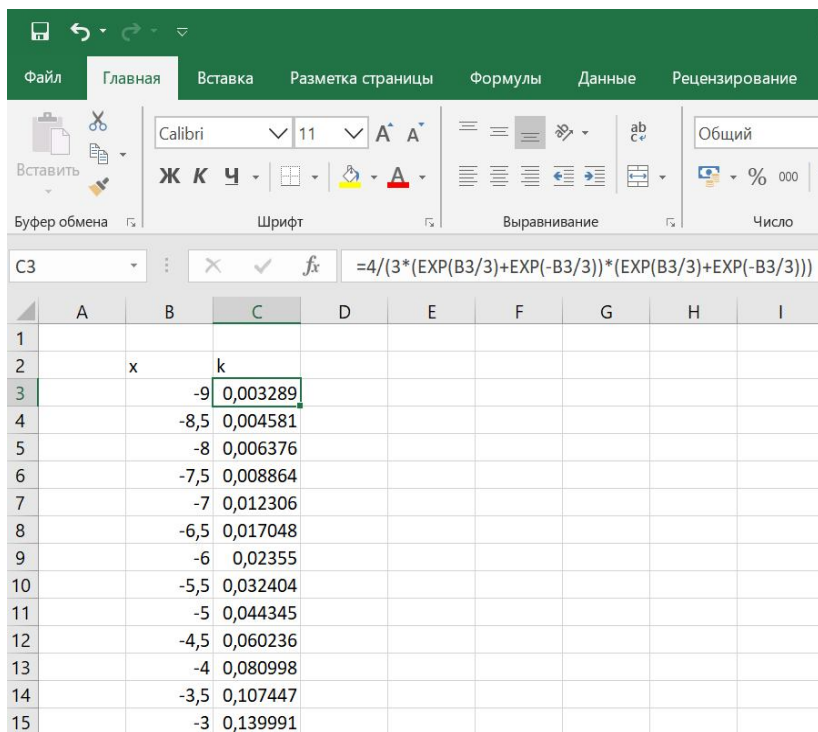 Файл Главная Вставка Разметка страницы Формулы Данные Рецензирование
Вставить
Calibri 11 A A ab c Общий
Ж К Ч % 000
Буфер обмена Шрифт Выравнивание Число
C3 fx =4/(3*(EXP(B3/3)+EXP(-B3/3))*(EXP(B3/3)+EXP(-B3/3)))
A B C D E F G H I
1
2 x k
3 -9 0,003289
4 -8,5 0,004581
5 -8 0,006376
6 -7,5 0,008864
7 -7 0,012306
8 -6,5 0,017048
9 -6 0,02355
10 -5,5 0,032404
11 -5 0,044345
12 -4,5 0,060236
13 -4 0,080998
14 -3,5 0,107447
15 -3 0,139991